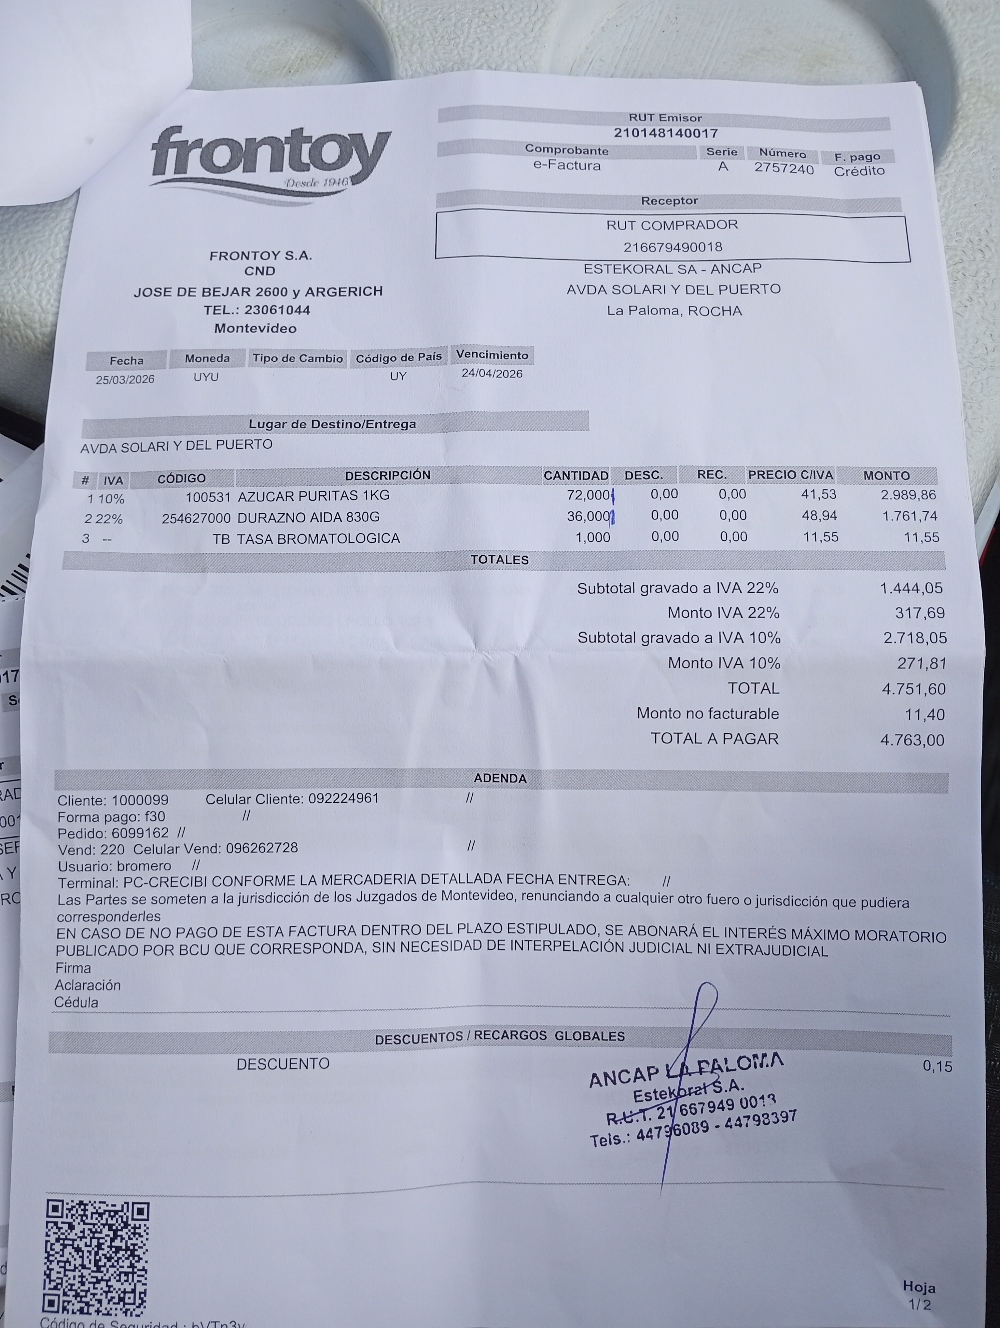 frontoy
Desde 1946
FRONTOY S.A.
CND
JOSE DE BEJAR 2600 y ARGERICH
TEL.: 23061044
Montevideo
RUT Emisor
210148140017
Comprobante Serie Número F. pago
e-Factura A 2757240 Crédito
Receptor
RUT COMPRADOR
216679490018
ESTEKORAL SA - ANCAP
AVDA SOLARI Y DEL PUERTO
La Paloma, ROCHA
Fecha Moneda Tipo de Cambio Código de País Vencimiento
25/03/2026 UYU UY 24/04/2026
Lugar de Destino/Entrega
AVDA SOLARI Y DEL PUERTO
# IVA CÓDIGO DESCRIPCIÓN CANTIDAD DESC. REC. PRECIO C/IVA MONTO
1 10% 100531 AZUCAR PURITAS 1KG 72,000 0,00 0,00 41,53 2.989,86
2 22% 254627000 DURAZNO AIDA 830G 36,000 0,00 0,00 48,94 1.761,74
3 -- TB TASA BROMATOLOGICA 1,000 0,00 0,00 11,55 11,55
TOTALES
Subtotal gravado a IVA 22% 1.444,05
Monto IVA 22% 317,69
Subtotal gravado a IVA 10% 2.718,05
Monto IVA 10% 271,81
TOTAL 4.751,60
Monto no facturable 11,40
TOTAL A PAGAR 4.763,00
ADENDA
Cliente: 1000099 Celular Cliente: 092224961 //
Forma pago: f30 //
Pedido: 6099162 //
Vend: 220 Celular Vend: 096262728 //
Usuario: bromero //
Terminal: PC-CRECIBI CONFORME LA MERCADERIA DETALLADA FECHA ENTREGA: //
Las Partes se someten a la jurisdicción de los Juzgados de Montevideo, renunciando a cualquier otro fuero o jurisdicción que pudiera
corresponderles
EN CASO DE NO PAGO DE ESTA FACTURA DENTRO DEL PLAZO ESTIPULADO, SE ABONARÁ EL INTERÉS MÁXIMO MORATORIO
PUBLICADO POR BCU QUE CORRESPONDA, SIN NECESIDAD DE INTERPELACIÓN JUDICIAL NI EXTRAJUDICIAL
Firma
Aclaración
Cédula
DESCUENTOS / RECARGOS GLOBALES
DESCUENTO 0,15
ANCAP LA PALOMA
Estekoral S.A.
R.U.T. 21 667949 0018
Tels.: 44796089 - 44798397
Hoja
1/2
Código de Seguridad : bVTn3v